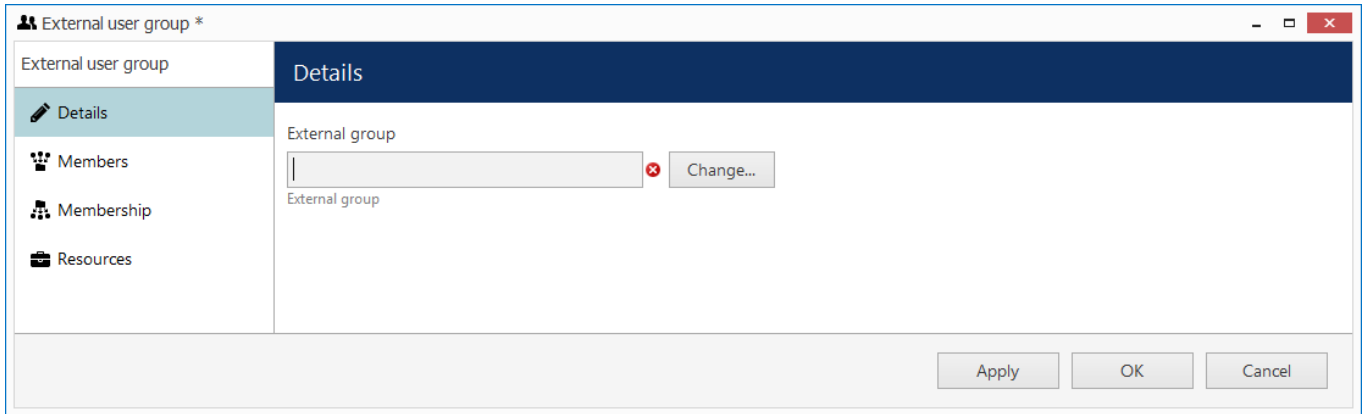 External user group *
External user group
Details
Members
Membership
Resources
Details
External group
Change...
External group
Apply
OK
Cancel